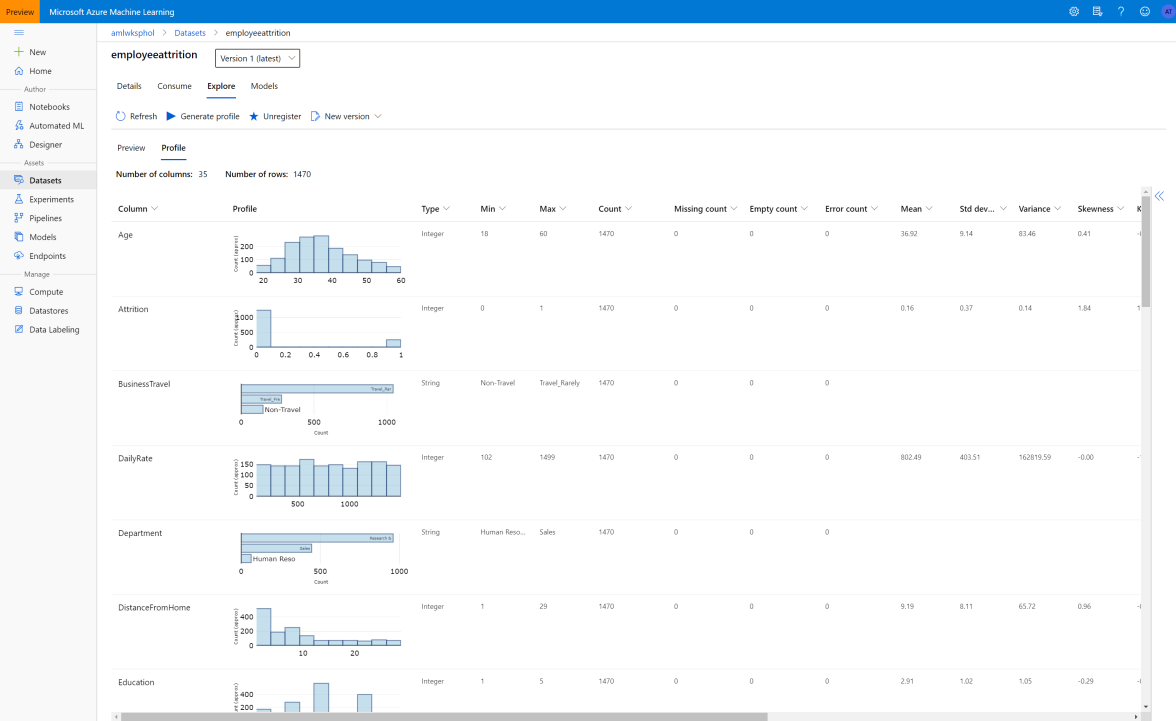 Preview Microsoft Azure Machine Learning AT
amlwksphol > Datasets > employeeattrition
New
Home
Author
Notebooks
Automated ML
Designer
Assets
Datasets
Experiments
Pipelines
Models
Endpoints
Manage
Compute
Datastores
Data Labeling
employeeattrition Version 1 (latest)
Details Consume Explore Models
Refresh Generate profile Unregister New version
Preview Profile
Number of columns: 35 Number of rows: 1470
Column Profile Type Min Max Count Missing count Empty count Error count Mean Std dev... Variance Skewness K
Age Integer 18 60 1470 0 0 0 36.92 9.14 83.46 0.41
Count (approx)
200
100
0
20 30 40 50 60
Attrition Integer 0 1 1470 0 0 0 0.16 0.37 0.14 1.84
Count (approx)
1000
500
0
0 0.2 0.4 0.6 0.8 1
BusinessTravel String Non-Travel Travel_Rarely 1470 0 0 0
Travel_Rar
Travel_Fre
Non-Travel
0 500 1000
Count
DailyRate Integer 102 1499 1470 0 0 0 802.49 403.51 162819.59 -0.00
Count (approx)
150
100
50
0
500 1000
Department String Human Reso... Sales 1470 0 0 0
Research &
Sales
Human Reso
0 500 1000
Count
DistanceFromHome Integer 1 29 1470 0 0 0 9.19 8.11 65.72 0.96
Count (approx)
400
200
0
10 20
Education Integer 1 5 1470 0 0 0 2.91 1.02 1.05 -0.29
Count (approx)
400
200